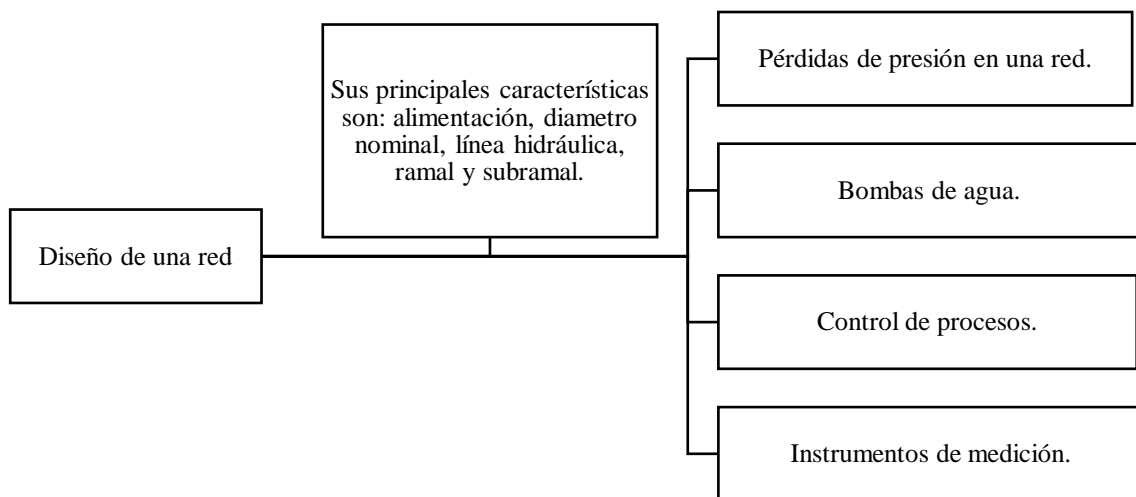 Diseño de una red
Sus principales características
son: alimentación, diametro
nominal, línea hidráulica,
ramal y subramal.
Pérdidas de presión en una red.
Bombas de agua.
Control de procesos.
Instrumentos de medición.